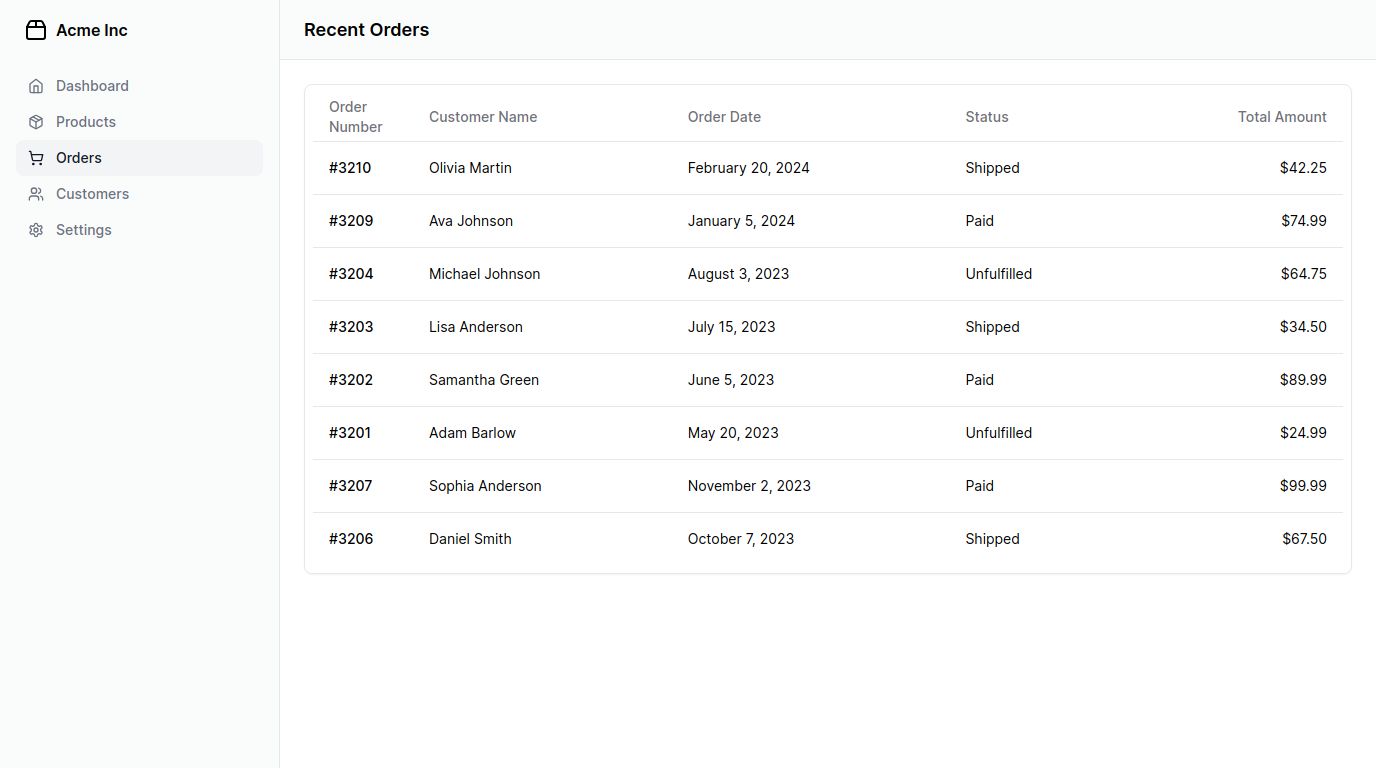 Acme Inc
Dashboard
Products
Orders
Customers
Settings
Recent Orders
Order
Number Customer Name Order Date Status Total Amount
#3210 Olivia Martin February 20, 2024 Shipped $42.25
#3209 Ava Johnson January 5, 2024 Paid $74.99
#3204 Michael Johnson August 3, 2023 Unfulfilled $64.75
#3203 Lisa Anderson July 15, 2023 Shipped $34.50
#3202 Samantha Green June 5, 2023 Paid $89.99
#3201 Adam Barlow May 20, 2023 Unfulfilled $24.99
#3207 Sophia Anderson November 2, 2023 Paid $99.99
#3206 Daniel Smith October 7, 2023 Shipped $67.50